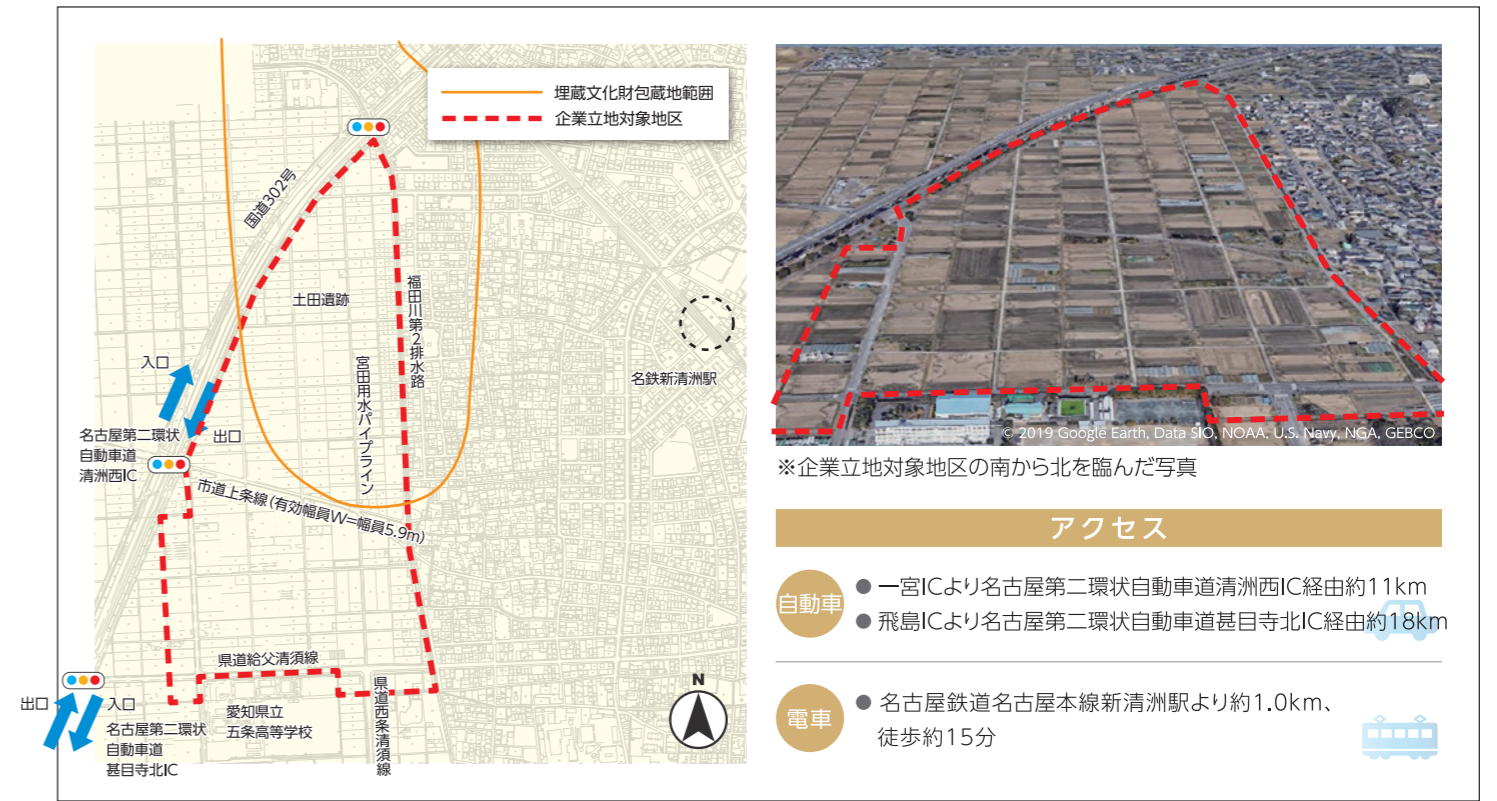 埋蔵文化財包蔵地範囲
企業立地対象地区
国道302号
土田遺跡
福田川第2排水路
宮田用水パイプライン
名鉄新清洲駅
入口
出口
名古屋第二環状
自動車道
清洲西IC
市道上条線(有効幅員W=幅員5.9m)
県道給父清須線
県道西条清須線
愛知県立
五条高等学校
出口
入口
名古屋第二環状
自動車道
甚目寺北IC
N
© 2019 Google Earth, Data SIO, NOAA, U.S. Navy, NGA, GEBCO
※企業立地対象地区の南から北を臨んだ写真
アクセス
自動車
● 一宮ICより名古屋第二環状自動車道清洲西IC経由約11km
● 飛島ICより名古屋第二環状自動車道甚目寺北IC経由約18km
電車
● 名古屋鉄道名古屋本線新清洲駅より約1.0km、
徒歩約15分